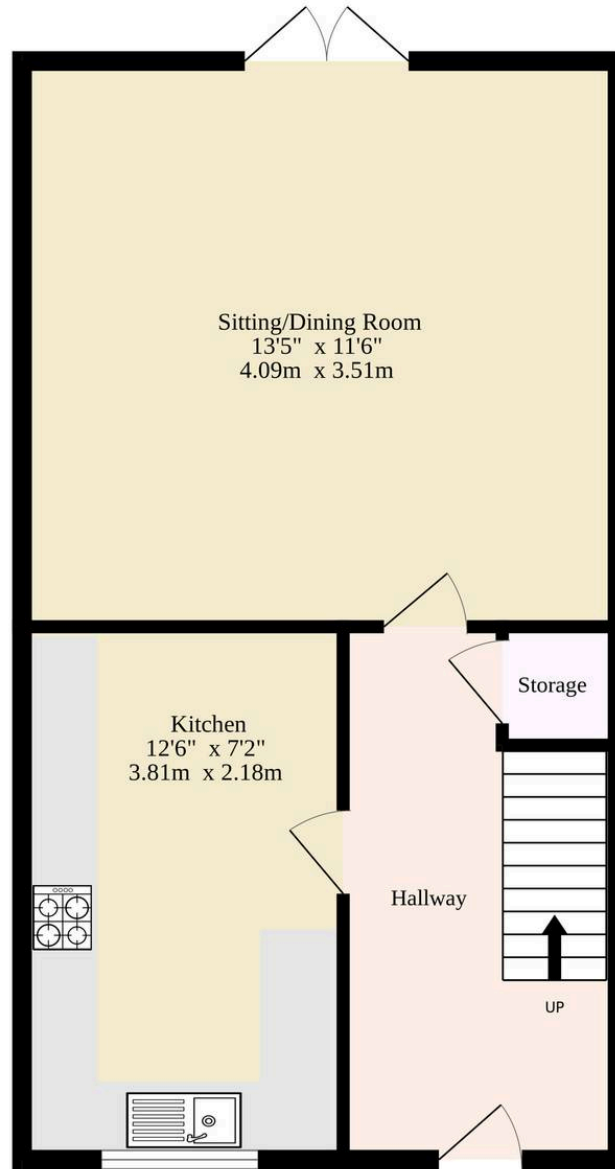 Sitting/Dining Room
13'5" x 11'6"
4.09m x 3.51m
Storage
Kitchen
12'6" x 7'2"
3.81m x 2.18m
Hallway
UP